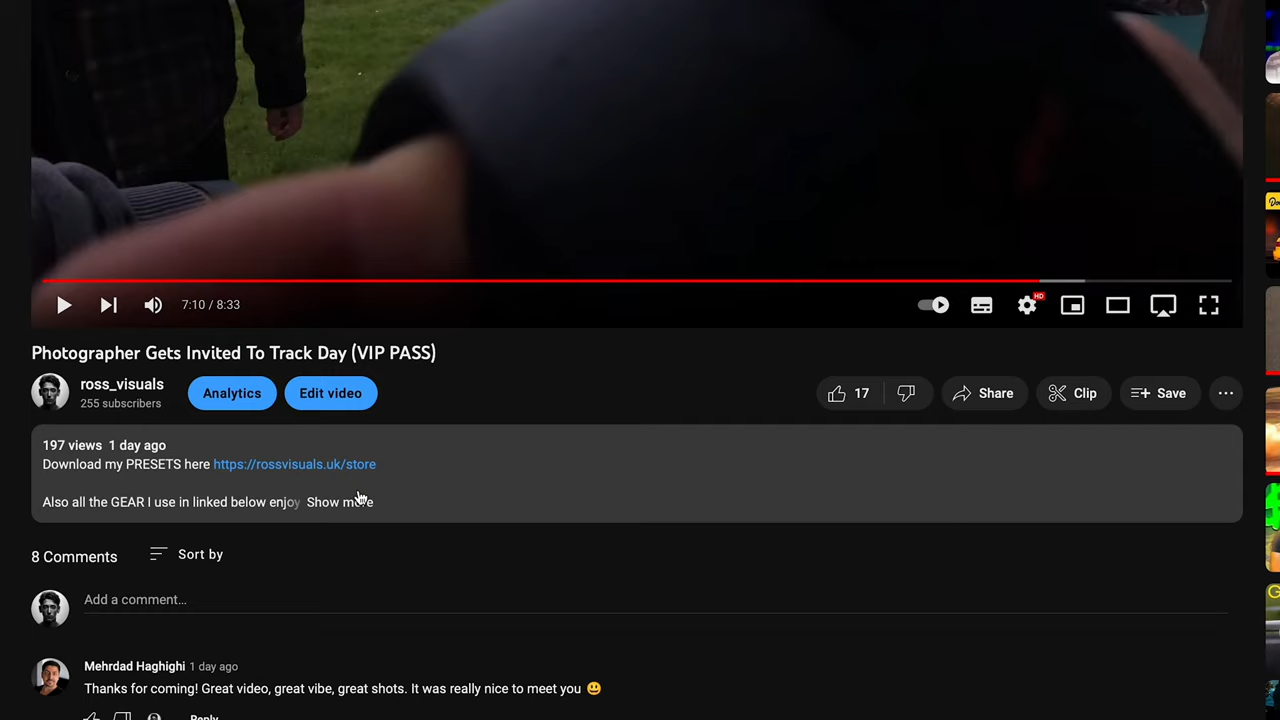 HD
7:10 / 8:33
Photographer Gets Invited To Track Day (VIP PASS)
ross_visuals
255 subscribers
Analytics
Edit video
17
Share
Clip
Save
197 views 1 day ago
Download my PRESETS here https://rossvisuals.uk/store
Also all the GEAR I use in linked below enjoy Show more
8 Comments
Sort by
Add a comment...
Mehrdad Haghighi 1 day ago
Thanks for coming! Great video, great vibe, great shots. It was really nice to meet you 😃
Reply